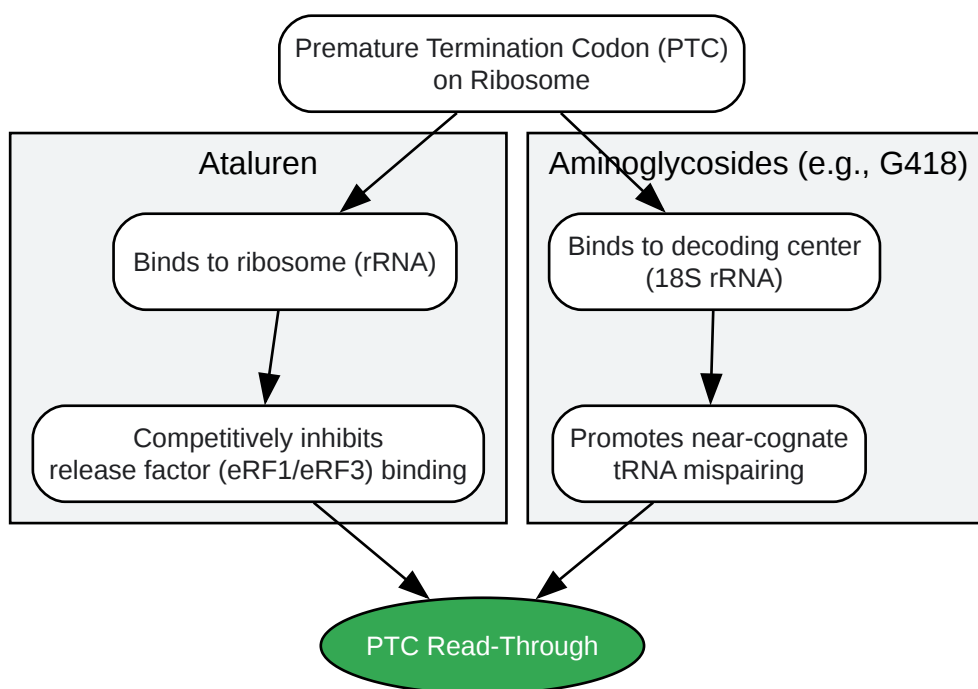 Premature Termination Codon (PTC)
on Ribosome
Ataluren
Binds to ribosome (rRNA)
Competitively inhibits
release factor (eRF1/eRF3) binding
Aminoglycosides (e.g., G418)
Binds to decoding center
(18S rRNA)
Promotes near-cognate
tRNA mispairing
PTC Read-Through